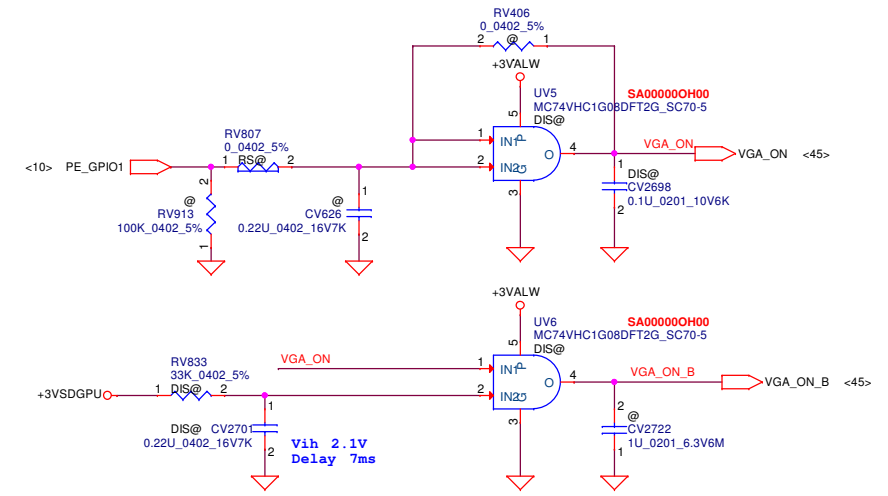 RV406
0_0402_5%
2 @ 1
+3VALW
UV5 SA00000OH00
MC74VHC1G08DFT2G_SC70-5
DIS@
5
RV807
0_0402_5%
1 RS@ 2
1 IN1 P
O 4 VGA_ON
VGA_ON <45>
<10> PE_GPIO1
2 IN2 G
3
2
@
RV913
100K_0402_5%
1
1
@
CV626
0.22U_0402_16V7K
2
1
DIS@
CV2698
0.1U_0201_10V6K
2
+3VALW
UV6 SA00000OH00
MC74VHC1G08DFT2G_SC70-5
DIS@
5
VGA_ON
1 IN1 P
O 4 VGA_ON_B
VGA_ON_B <45>
RV833
33K_0402_5%
+3VSDGPU 1 DIS@ 2
2 IN2 G
3
1
DIS@ CV2701
0.22U_0402_16V7K
2
Vih 2.1V
Delay 7ms
2
@
CV2722
1U_0201_6.3V6M
1